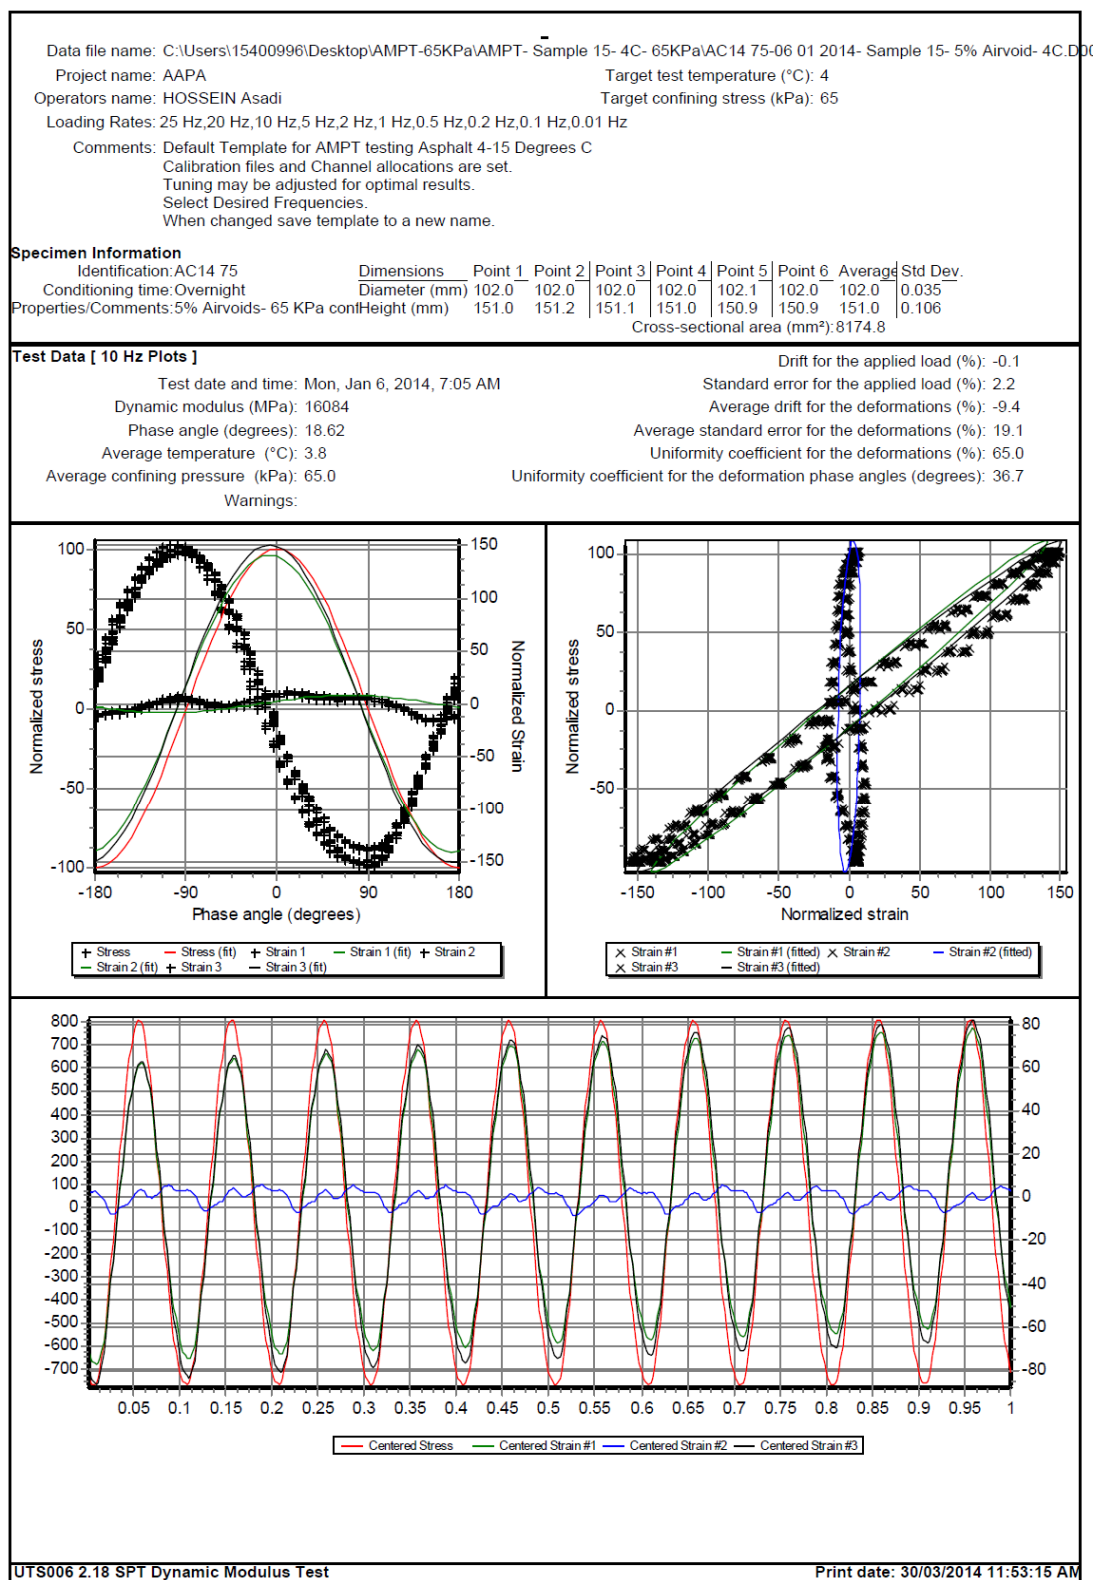 Data file name: C:\Users\15400996\Desktop\AMPT-65KPa\AMPT- Sample 15- 4C- 65KPa\AC14 75-06 01 2014- Sample 15- 5% Airvoid- 4C.D00
Project name: AAPA Target test temperature (°C): 4
Operators name: HOSSEIN Asadi Target confining stress (kPa): 65
Loading Rates: 25 Hz,20 Hz,10 Hz,5 Hz,2 Hz,1 Hz,0.5 Hz,0.2 Hz,0.1 Hz,0.01 Hz
Comments: Default Template for AMPT testing Asphalt 4-15 Degrees C
Calibration files and Channel allocations are set.
Tuning may be adjusted for optimal results.
Select Desired Frequencies.
When changed save template to a new name.
Specimen Information
Identification: AC14 75 Dimensions Point 1 Point 2 Point 3 Point 4 Point 5 Point 6 Average Std Dev.
Conditioning time: Overnight Diameter (mm) 102.0 102.0 102.0 102.0 102.1 102.0 102.0 0.035
Properties/Comments: 5% Airvoids- 65 KPa conf Height (mm) 151.0 151.2 151.1 151.0 150.9 150.9 151.0 0.106
Cross-sectional area (mm²): 8174.8
Test Data [ 10 Hz Plots ] Drift for the applied load (%): -0.1
Test date and time: Mon, Jan 6, 2014, 7:05 AM Standard error for the applied load (%): 2.2
Dynamic modulus (MPa): 16084 Average drift for the deformations (%): -9.4
Phase angle (degrees): 18.62 Average standard error for the deformations (%): 19.1
Average temperature (°C): 3.8 Uniformity coefficient for the deformations (%): 65.0
Average confining pressure (kPa): 65.0 Uniformity coefficient for the deformation phase angles (degrees): 36.7
Warnings:
Normalized stress
100
50
0
-50
-100
150
100
50
0
-50
-100
-150
Normalized Strain
-180 -90 0 90 180
Phase angle (degrees)
Stress Stress (fit) Strain 1 Strain 1 (fit) Strain 2
Strain 2 (fit) Strain 3 Strain 3 (fit)
Normalized stress
100
50
0
-50
-150 -100 -50 0 50 100 150
Normalized strain
Strain #1 Strain #1 (fitted) Strain #2 Strain #2 (fitted)
Strain #3 Strain #3 (fitted)
800
700
600
500
400
300
200
100
0
-100
-200
-300
-400
-500
-600
-700
80
60
40
20
0
-20
-40
-60
-80
0.05 0.1 0.15 0.2 0.25 0.3 0.35 0.4 0.45 0.5 0.55 0.6 0.65 0.7 0.75 0.8 0.85 0.9 0.95 1
Centered Stress Centered Strain #1 Centered Strain #2 Centered Strain #3
UTS006 2.18 SPT Dynamic Modulus Test Print date: 30/03/2014 11:53:15 AM